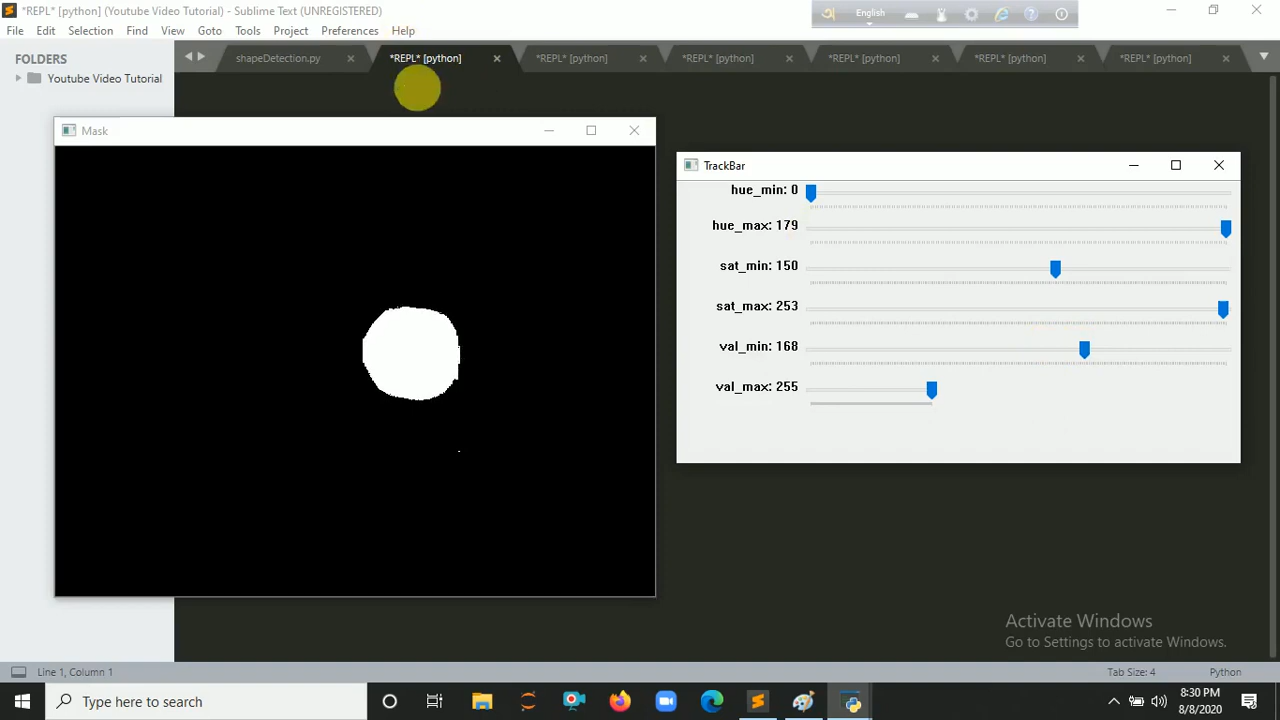 *REPL* [python] (Youtube Video Tutorial) - Sublime Text (UNREGISTERED)
অ English
File Edit Selection Find View Goto Tools Project Preferences Help
FOLDERS
Youtube Video Tutorial
shapeDetection.py *REPL* [python] *REPL* [python] *REPL* [python] *REPL* [python] *REPL* [python] *REPL* [python]
Mask
TrackBar
hue_min: 0
hue_max: 179
sat_min: 150
sat_max: 253
val_min: 168
val_max: 255
Activate Windows
Go to Settings to activate Windows.
Line 1, Column 1
Tab Size: 4 Python
Type here to search
8:30 PM
8/8/2020